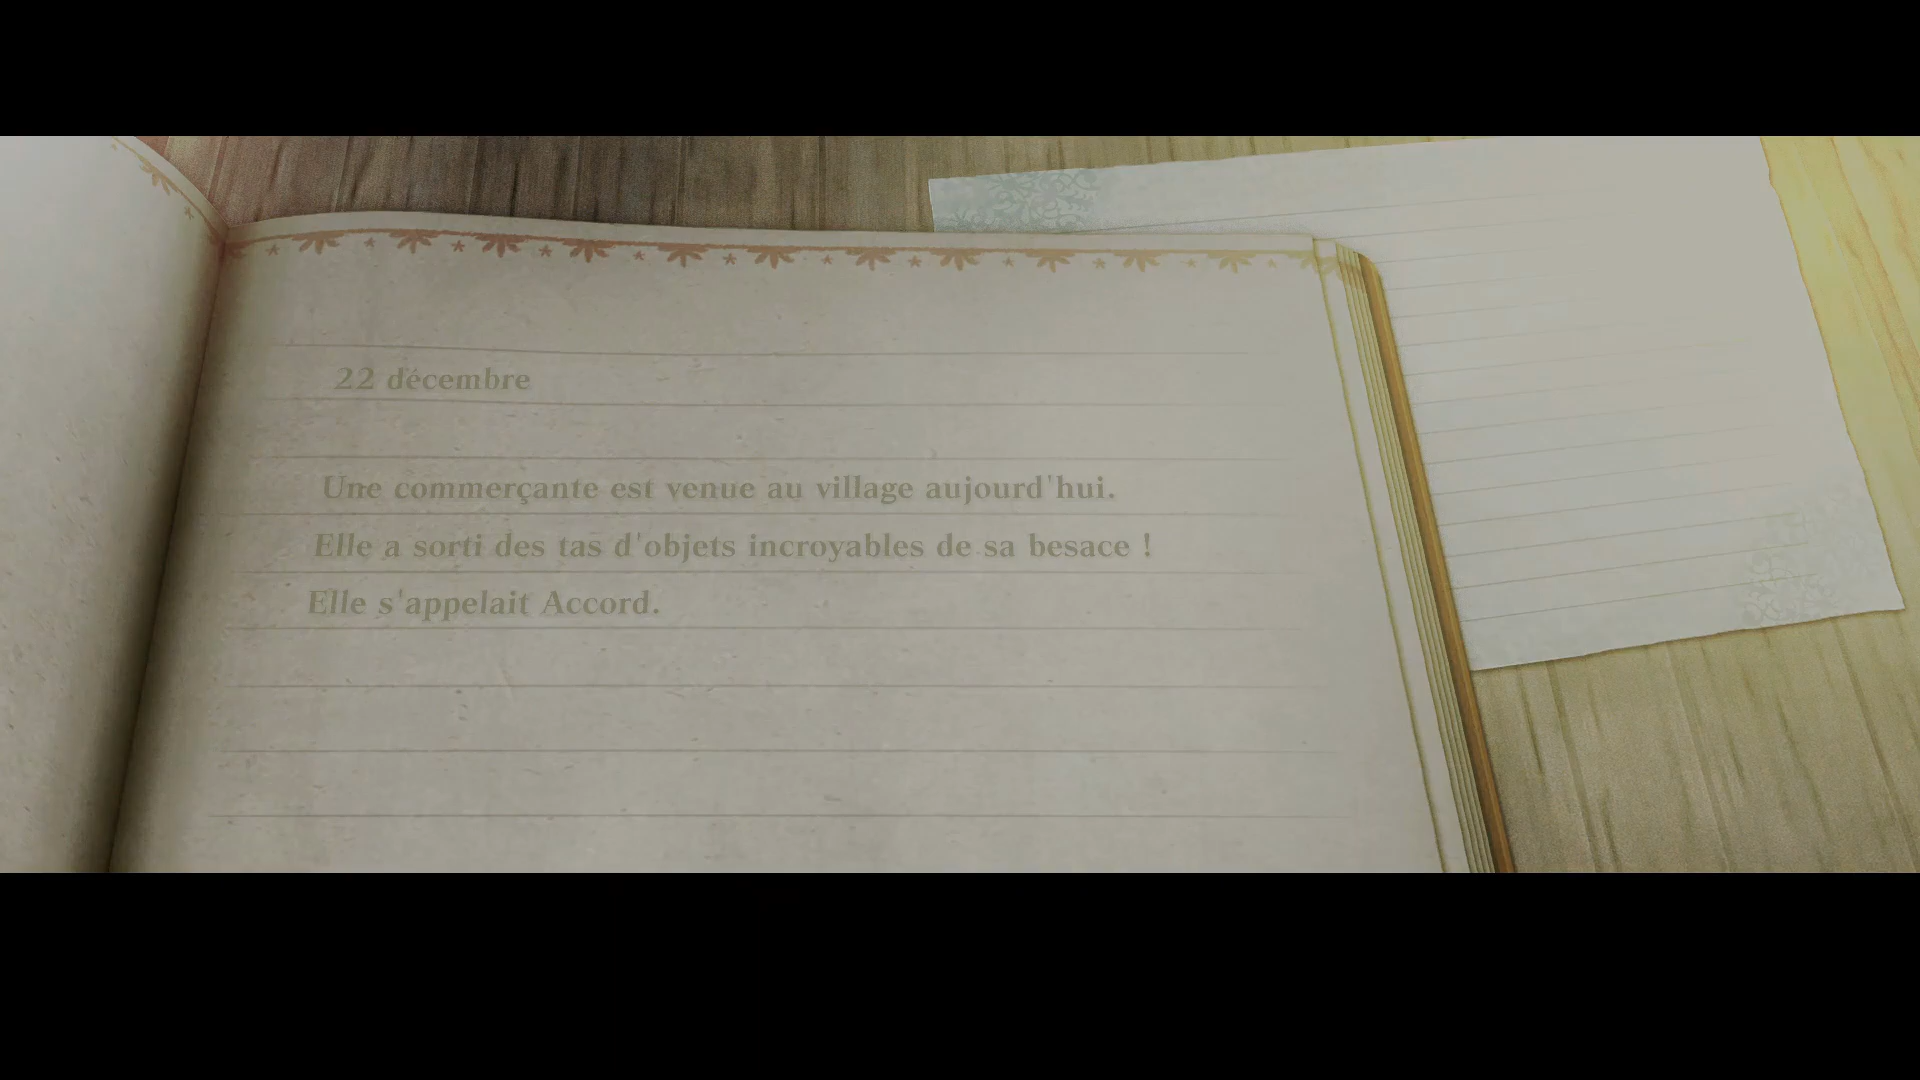 22 décembre
Une commerçante est venue au village aujourd'hui.
Elle a sorti des tas d'objets incroyables de sa besace !
Elle s'appelait Accord.